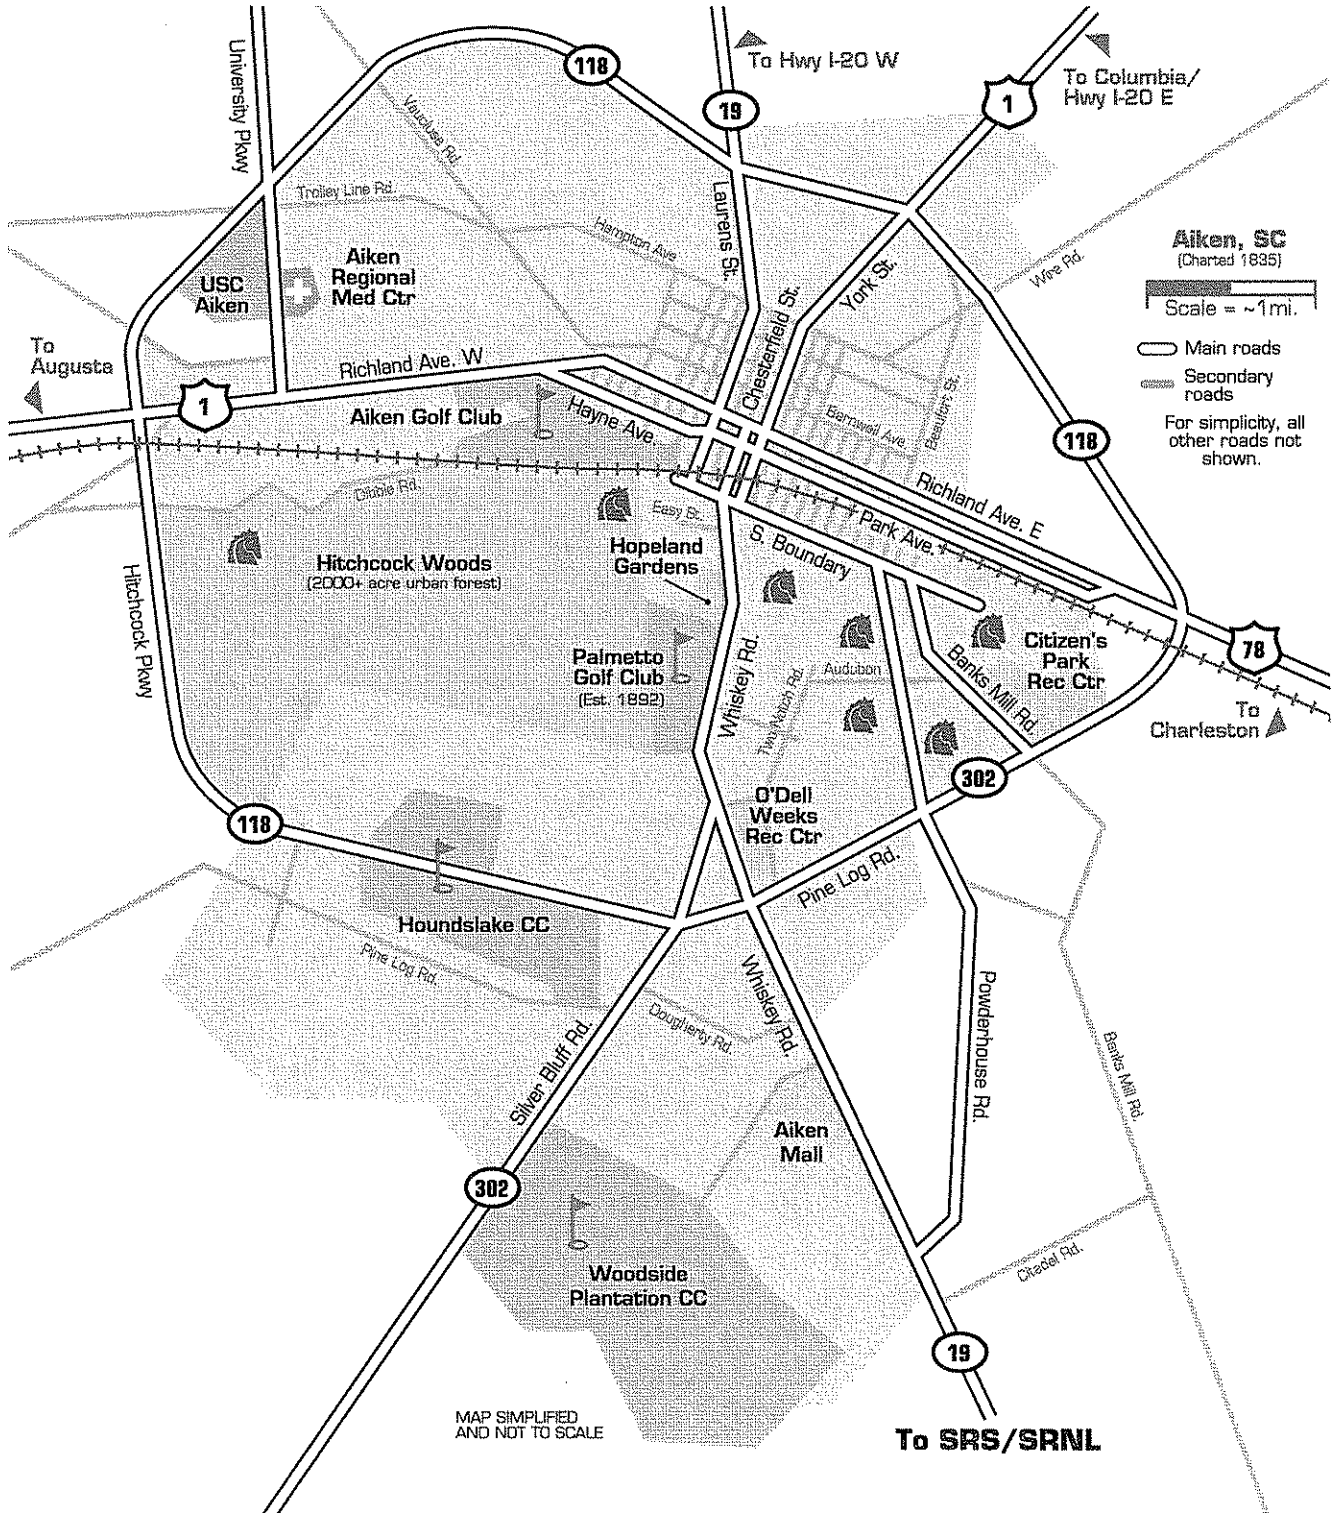 University Pkwy
118
To Hwy I-20 W
19
1
To Columbia/
Hwy I-20 E
Vaucluse Rd.
Trolley Line Rd.
Hampton Ave
Laurens St.
Chesterfield St.
York St.
Wire Rd.
Aiken, SC
(Charted 1835)
Scale = ~1mi.
Main roads
Secondary
roads
For simplicity, all
other roads not
shown.
USC
Aiken
Aiken
Regional
Med Ctr
To
Augusta
1
Richland Ave. W
Aiken Golf Club
Hayne Ave.
Barnwell Ave.
Beaufort St.
118
Richland Ave. E
Park Ave.
Dibble Rd.
Easy St.
S. Boundary
Hopeland
Gardens
Hitchcock Woods
(2000+ acre urban forest)
Hitchcock Pkwy
Palmetto
Golf Club
(Est. 1892)
Whiskey Rd.
Two Notch Rd.
Audubon
Banks Mill Rd.
Citizen's
Park
Rec Ctr
78
To
Charleston
302
118
O'Dell
Weeks
Rec Ctr
Pine Log Rd.
Houndslake CC
Pine Log Rd.
Dougherty Rd.
Whiskey Rd.
Powderhouse Rd.
Banks Mill Rd.
Silver Bluff Rd.
Aiken
Mall
302
Woodside
Plantation CC
Citadel Rd.
19
MAP SIMPLIFIED
AND NOT TO SCALE
To SRS/SRNL